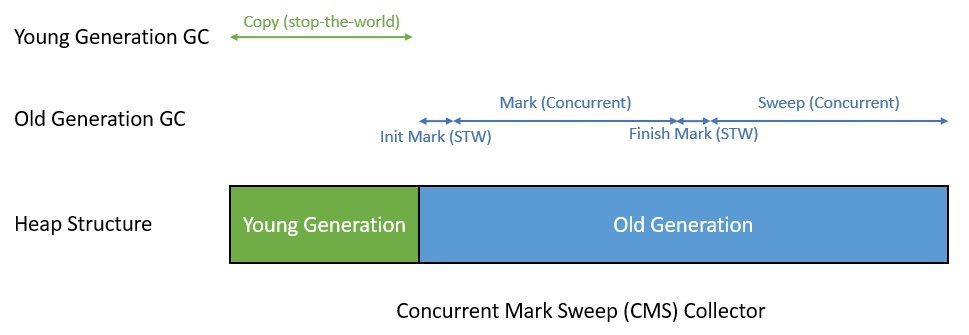 Copy (stop-the-world)
Young Generation GC
Mark (Concurrent)
Sweep (Concurrent)
Old Generation GC
Init Mark (STW)
Finish Mark (STW)
Heap Structure
Young Generation
Old Generation
Concurrent Mark Sweep (CMS) Collector